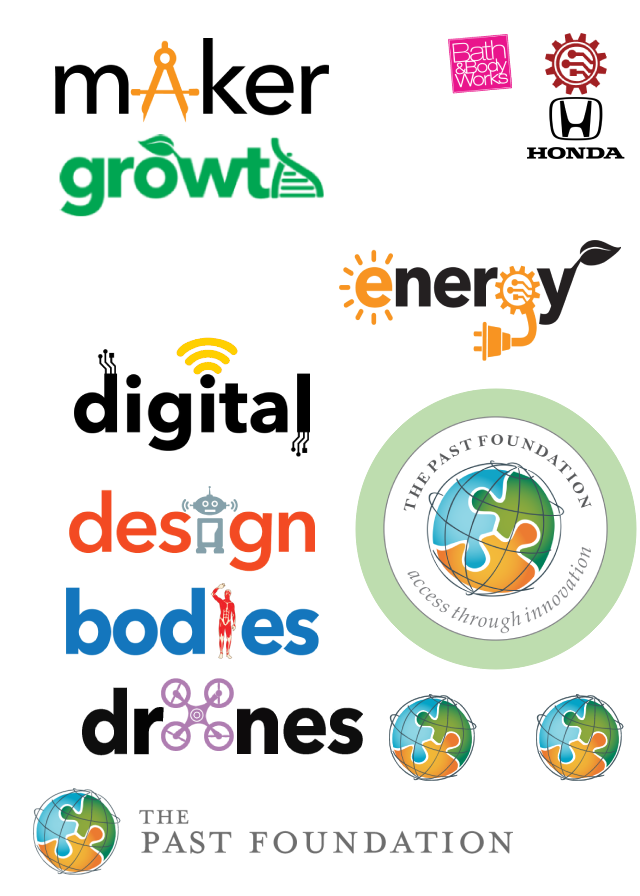 maker
Bath
& Body
Works
HONDA
growth
energy
digital
THE PAST FOUNDATION
access through innovation
design
bodies
drones
THE
PAST FOUNDATION